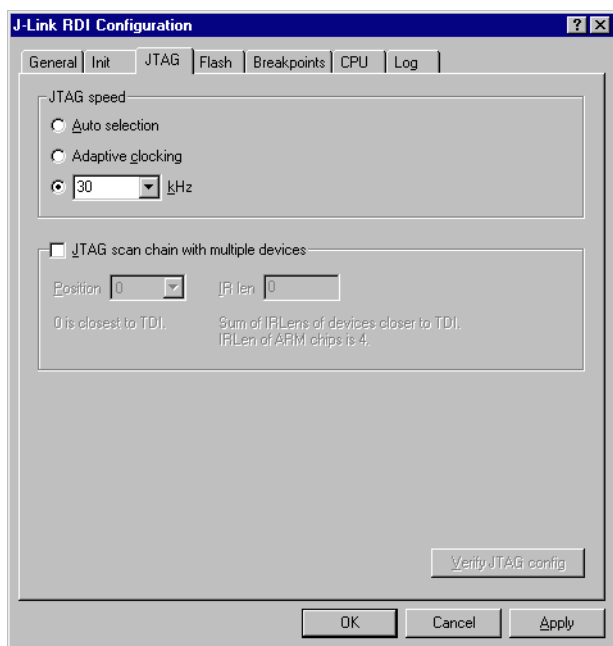 J-Link RDI Configuration
General Init JTAG Flash Breakpoints CPU Log
JTAG speed
Auto selection
Adaptive clocking
30 kHz
JTAG scan chain with multiple devices
Position 0 IR len 0
0 is closest to TDI. Sum of IRLens of devices closer to TDI.
IRLen of ARM chips is 4.
Verify JTAG config
OK Cancel Apply